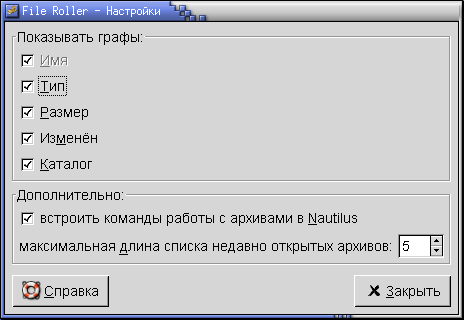 File Roller - Настройки
Показывать графы:
Имя
Тип
Размер
Изменён
Каталог
Дополнительно:
встроить команды работы с архивами в Nautilus
максимальная длина списка недавно открытых архивов: 5
Справка
Закрыть